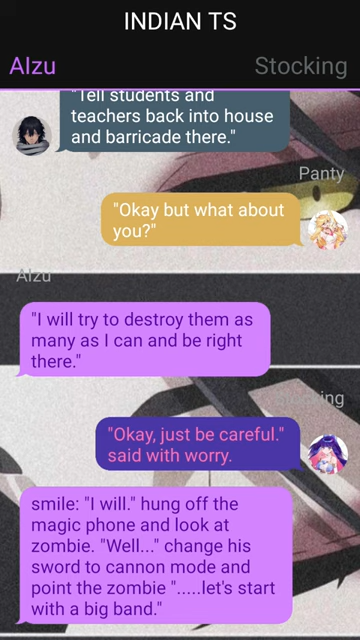 INDIAN TS
Alzu
Stocking
"Tell students and
teachers back into house
and barricade there."
Panty
"Okay but what about
you?"
Alzu
"I will try to destroy them as
many as I can and be right
there."
Stocking
"Okay, just be careful."
said with worry.
smile: "I will." hung off the
magic phone and look at
zombie. "Well..." change his
sword to cannon mode and
point the zombie ".....let's start
with a big band."